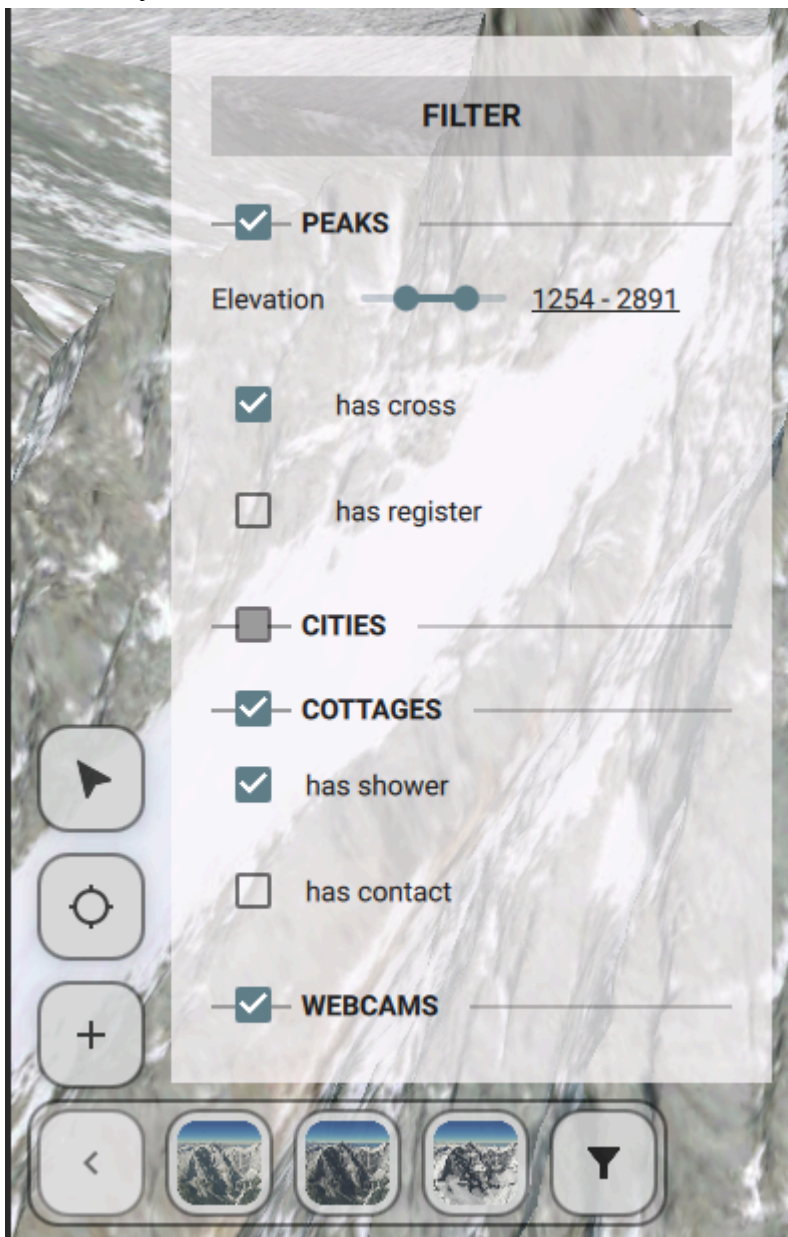 FILTER
PEAKS
Elevation 1254 - 2891
has cross
has register
CITIES
COTTAGES
has shower
has contact
WEBCAMS